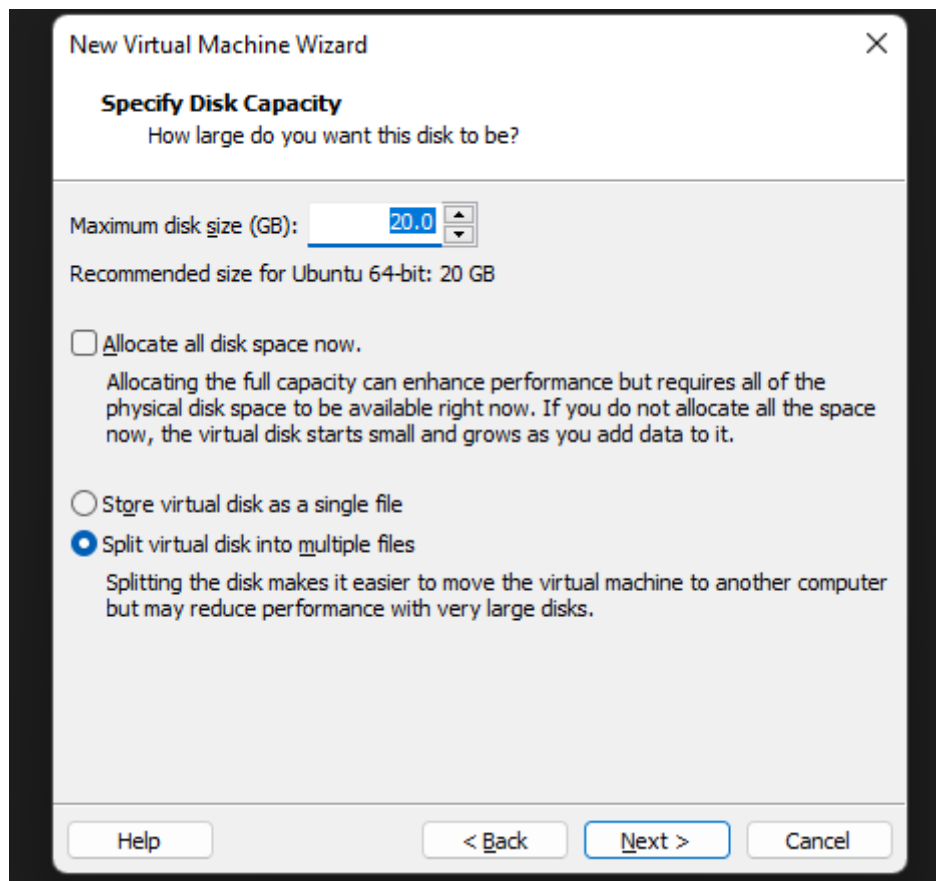 New Virtual Machine Wizard
Specify Disk Capacity
How large do you want this disk to be?
Maximum disk size (GB): 20.0
Recommended size for Ubuntu 64-bit: 20 GB
Allocate all disk space now.
Allocating the full capacity can enhance performance but requires all of the
physical disk space to be available right now. If you do not allocate all the space
now, the virtual disk starts small and grows as you add data to it.
Store virtual disk as a single file
Split virtual disk into multiple files
Splitting the disk makes it easier to move the virtual machine to another computer
but may reduce performance with very large disks.
Help < Back Next > Cancel